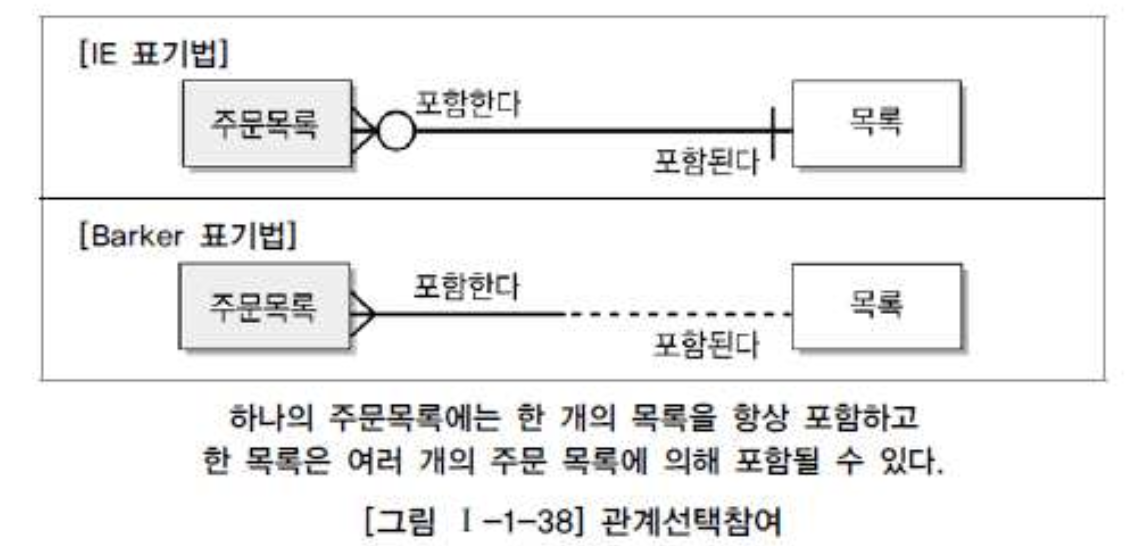 [IE 표기법]
주문목록
포함한다
목록
포함된다
[Barker 표기법]
주문목록
포함한다
목록
포함된다
하나의 주문목록에는 한 개의 목록을 항상 포함하고
한 목록은 여러 개의 주문 목록에 의해 포함될 수 있다.
[그림 Ⅰ-1-38] 관계선택참여